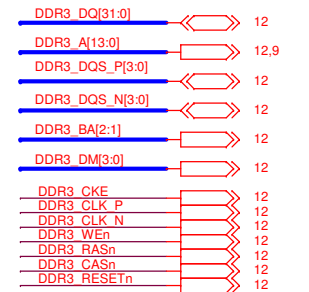 DDR3_DQ[31:0] 12
DDR3_A[13:0] 12,9
DDR3_DQS_P[3:0] 12
DDR3_DQS_N[3:0] 12
DDR3_BA[2:1] 12
DDR3_DM[3:0] 12
DDR3_CKE 12
DDR3_CLK_P 12
DDR3_CLK_N 12
DDR3_WEn 12
DDR3_RASn 12
DDR3_CASn 12
DDR3_RESETn 12